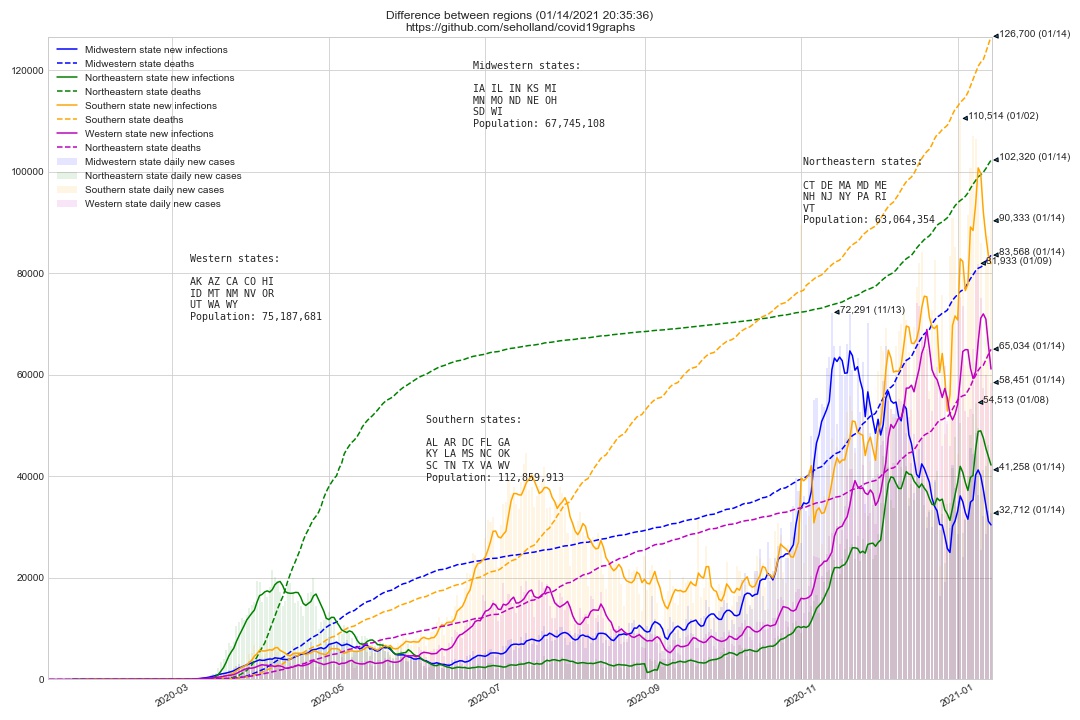 Difference between regions (01/14/2021 20:35:36)
https://github.com/seholland/covid19graphs
Midwestern state new infections
Midwestern state deaths
Northeastern state new infections
Northeastern state deaths
Southern state new infections
Southern state deaths
Western state new infections
Northeastern state deaths
Midwestern state daily new cases
Northeastern state daily new cases
Southern state daily new cases
Western state daily new cases
Midwestern states:
IA IL IN KS MI
MN MO ND NE OH
SD WI
Population: 67,745,108
Northeastern states:
CT DE MA MD ME
NH NJ NY PA RI
VT
Population: 63,064,354
Western states:
AK AZ CA CO HI
ID MT NM NV OR
UT WA WY
Population: 75,187,681
Southern states:
AL AR DC FL GA
KY LA MS NC OK
SC TN TX VA WV
Population: 112,859,913
126,700 (01/14)
110,514 (01/02)
102,320 (01/14)
90,333 (01/14)
83,568 (01/14)
81,933 (01/09)
72,291 (11/13)
65,034 (01/14)
58,451 (01/14)
54,513 (01/08)
41,258 (01/14)
32,712 (01/14)
120000
100000
80000
60000
40000
20000
0
2020-03
2020-05
2020-07
2020-09
2020-11
2021-01